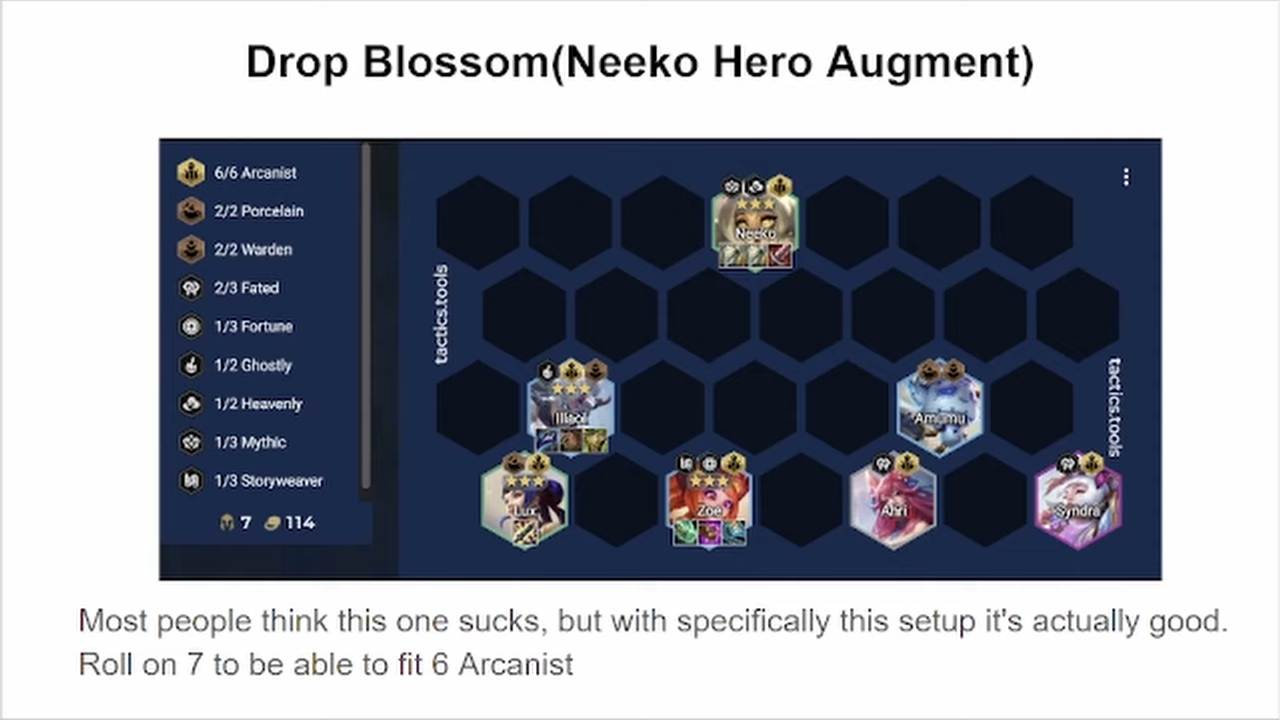 Drop Blossom(Neeko Hero Augment)
6/6 Arcanist
2/2 Porcelain
2/2 Warden
2/3 Fated
1/3 Fortune
1/2 Ghostly
1/2 Heavenly
1/3 Mythic
1/3 Storyweaver
7 114
tactics.tools
Neeko
Illaoi
Amumu
tactics.tools
Lux
Zoe
Ahri
Syndra
Most people think this one sucks, but with specifically this setup it's actually good.
Roll on 7 to be able to fit 6 Arcanist